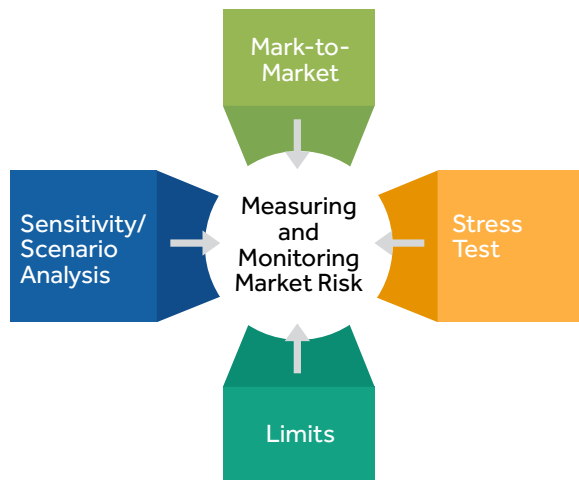 Mark-to-
Market
Sensitivity/
Scenario
Analysis
Measuring
and
Monitoring
Market Risk
Stress
Test
Limits